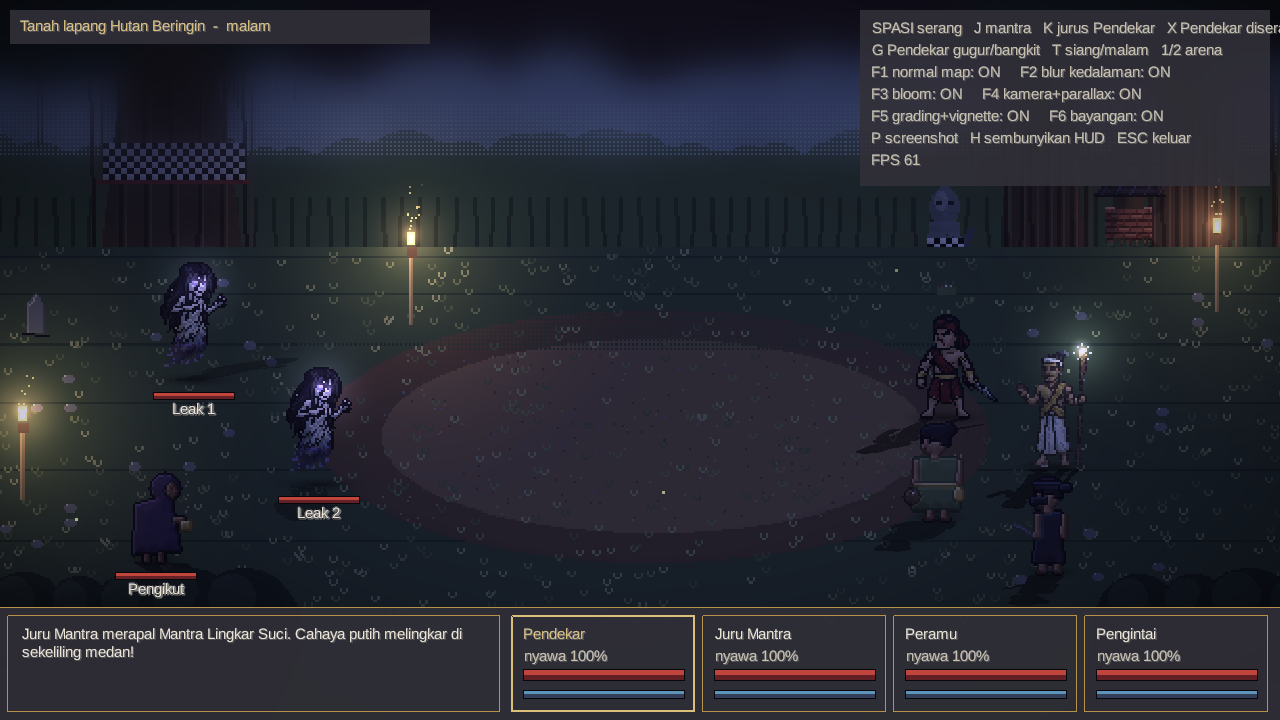 Tanah lapang Hutan Beringin - malam
SPASI serang J mantra K jurus Pendekar X Pendekar disera
G Pendekar gugur/bangkit T siang/malam 1/2 arena
F1 normal map: ON F2 blur kedalaman: ON
F3 bloom: ON F4 kamera+parallax: ON
F5 grading+vignette: ON F6 bayangan: ON
P screenshot H sembunyikan HUD ESC keluar
FPS 61
Leak 1
Leak 2
Pengikut
Juru Mantra merapal Mantra Lingkar Suci. Cahaya putih melingkar di
sekeliling medan!
Pendekar
nyawa 100%
Juru Mantra
nyawa 100%
Peramu
nyawa 100%
Pengintai
nyawa 100%